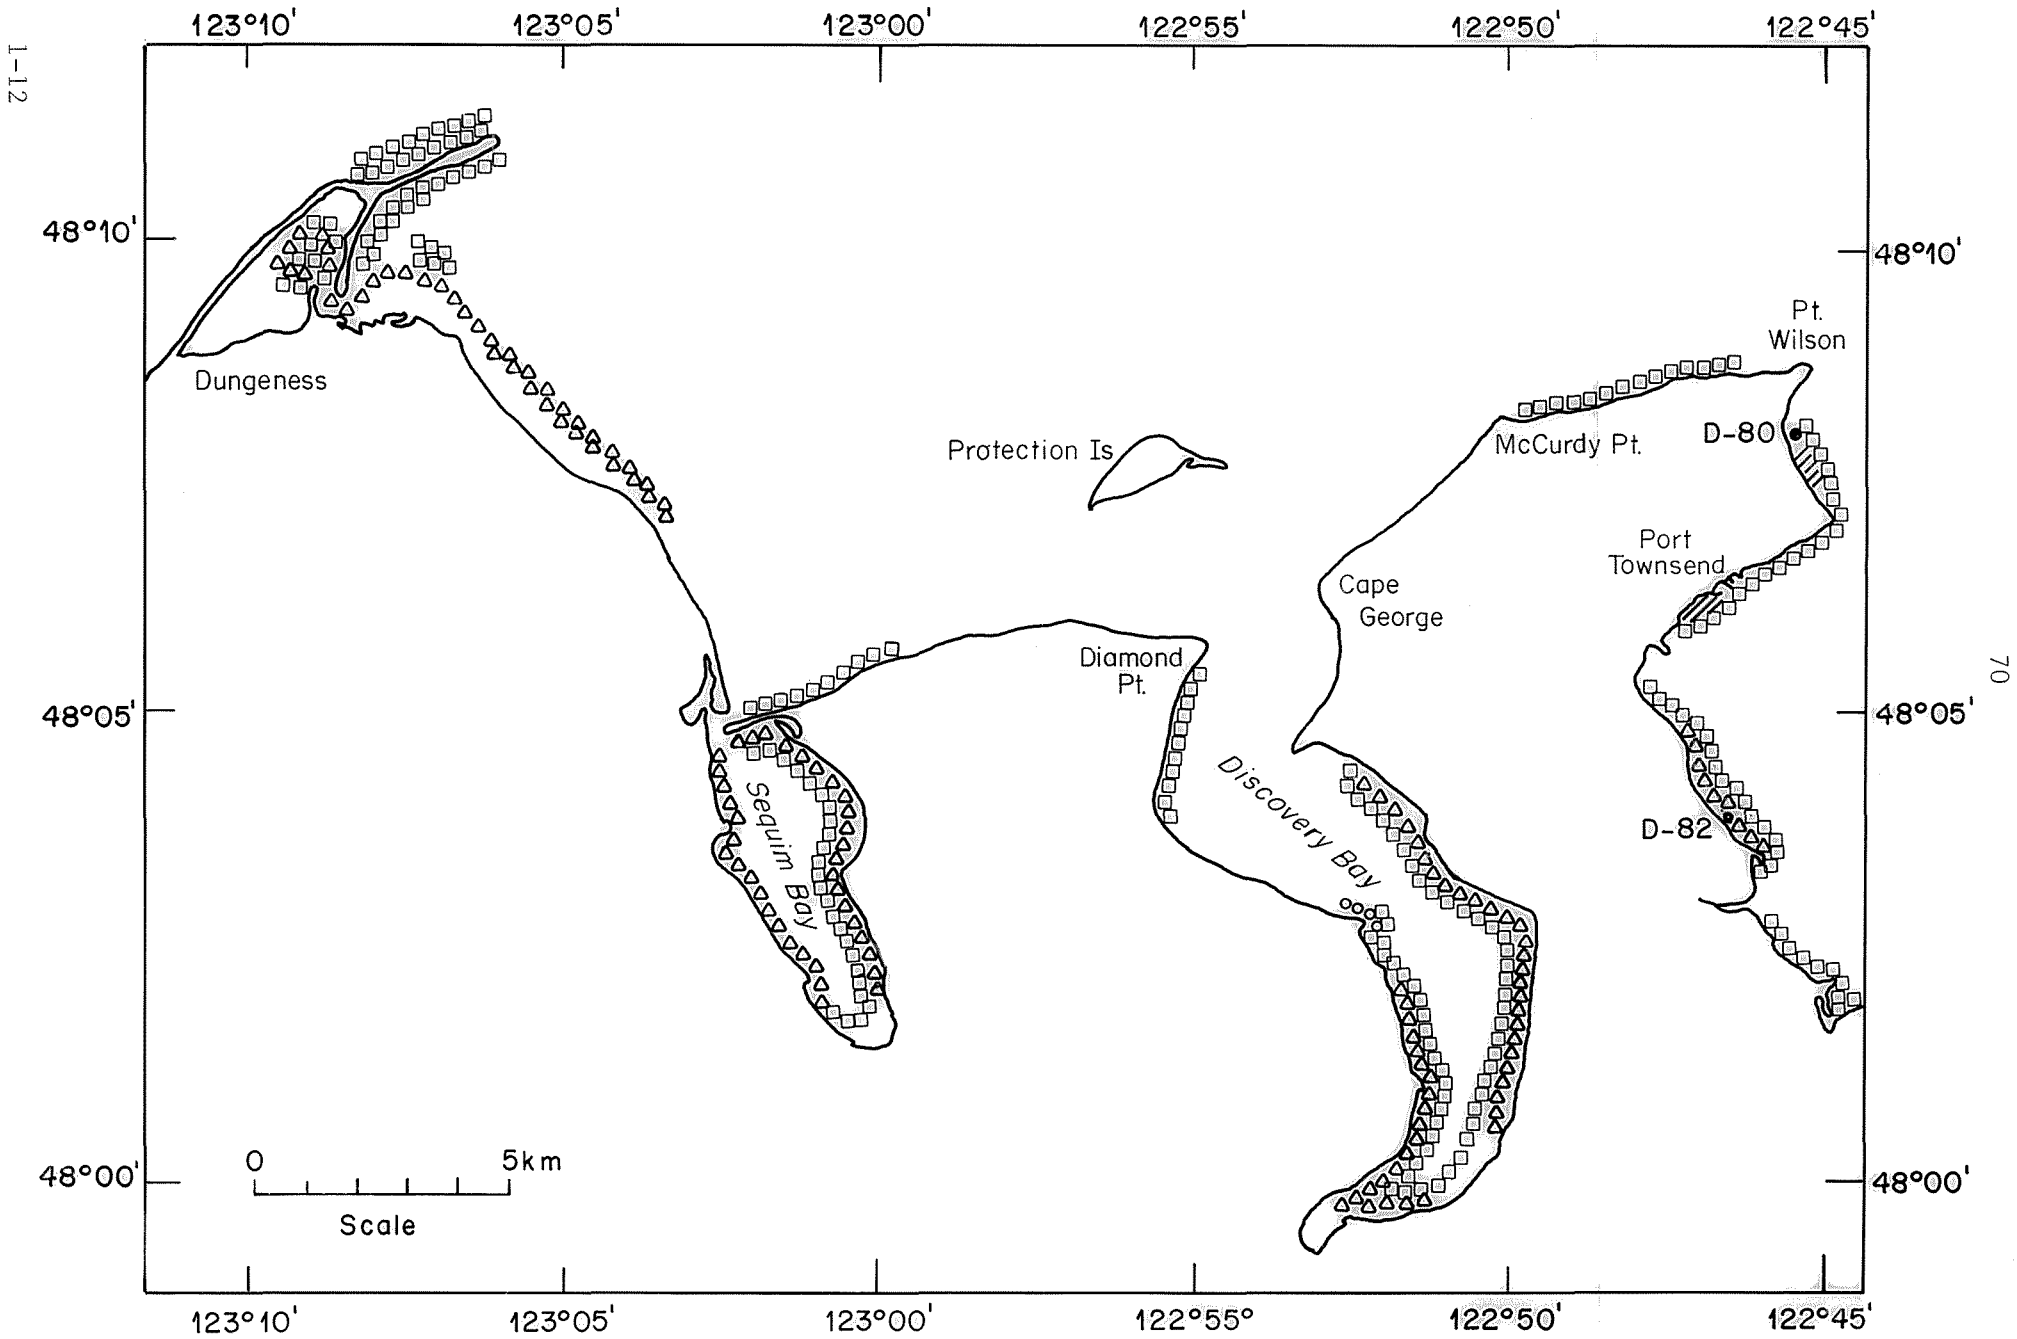 123°10' 123°05' 123°00' 122°55' 122°50' 122°45'
1-12
Pt.
Wilson
48°10' 48°10'
Dungeness
McCurdy Pt. D-80
Protection Is
Port
Townsend
Cape
George
Diamond
Pt.
70
48°05' 48°05'
Sequim Bay
Discovery Bay
D-82
0 5km
Scale
48°00' 48°00'
123°10' 123°05' 123°00' 122°55° 122°50' 122°45'